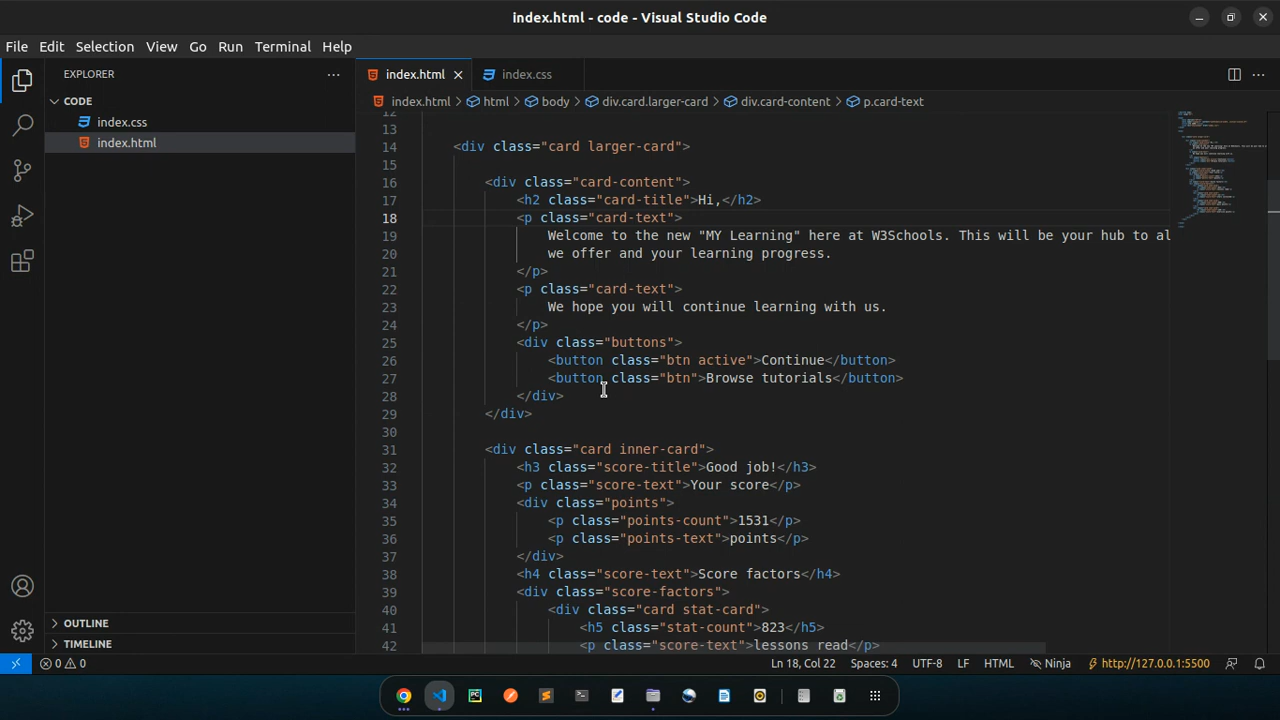 index.html - code - Visual Studio Code
File Edit Selection View Go Run Terminal Help
EXPLORER
CODE
index.css
index.html
OUTLINE
TIMELINE
index.html index.css
index.html > html > body > div.card.larger-card > div.card-content > p.card-text
12
13
14 <div class="card larger-card">
15
16 <div class="card-content">
17 <h2 class="card-title">Hi,</h2>
18 <p class="card-text">
19 Welcome to the new "MY Learning" here at W3Schools. This will be your hub to al
20 we offer and your learning progress.
21 </p>
22 <p class="card-text">
23 We hope you will continue learning with us.
24 </p>
25 <div class="buttons">
26 <button class="btn active">Continue</button>
27 <button class="btn">Browse tutorials</button>
28 </div>
29 </div>
30
31 <div class="card inner-card">
32 <h3 class="score-title">Good job!</h3>
33 <p class="score-text">Your score</p>
34 <div class="points">
35 <p class="points-count">1531</p>
36 <p class="points-text">points</p>
37 </div>
38 <h4 class="score-text">Score factors</h4>
39 <div class="score-factors">
40 <div class="card stat-card">
41 <h5 class="stat-count">823</h5>
42 <p class="score-text">lessons read</p>
0 0 Ln 18, Col 22 Spaces: 4 UTF-8 LF HTML Ninja http://127.0.0.1:5500